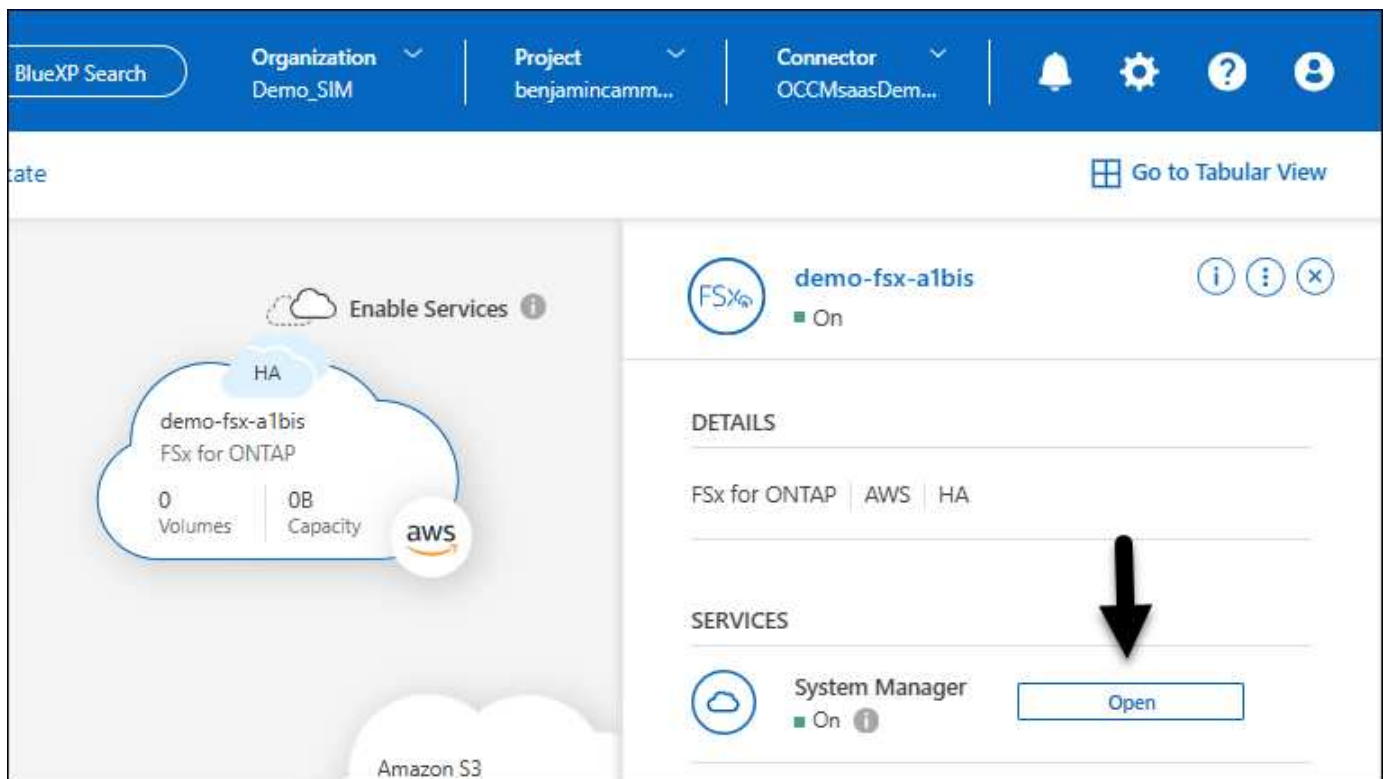 BlueXP Search
Organization
Demo_SIM
Project
benjamincamm...
Connector
OCCMsaasDem...
Go to Tabular View
Enable Services
HA
demo-fsx-a1bis
FSx for ONTAP
0
Volumes
0B
Capacity
aws
Amazon S3
FSx
demo-fsx-a1bis
On
DETAILS
FSx for ONTAP | AWS | HA
SERVICES
System Manager
On
Open